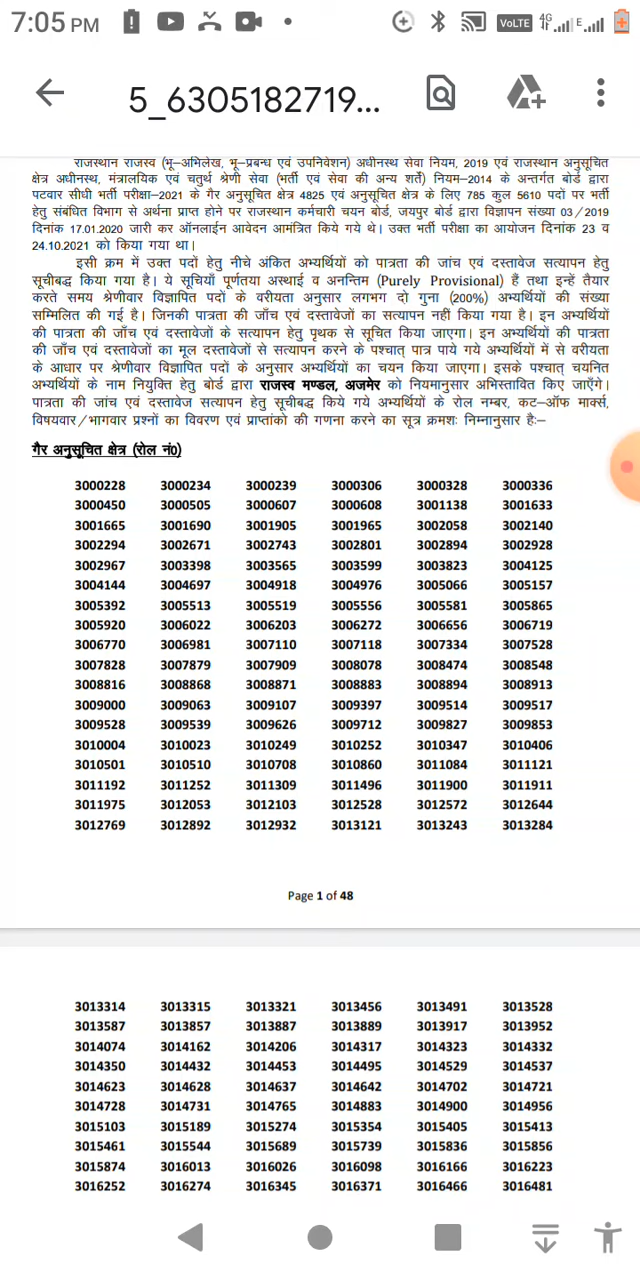 7:05 PM VoLTE 4G E
5_6305182719...
राजस्थान राजस्व (भू–अभिलेख, भू–प्रबन्ध एवं उपनिवेशन) अधीनस्थ सेवा नियम, 2019 एवं राजस्थान अनुसूचित
क्षेत्र अधीनस्थ, मंत्रालयिक एवं चतुर्थ श्रेणी सेवा (भर्ती एवं सेवा की अन्य शर्तें) नियम–2014 के अन्तर्गत बोर्ड द्वारा
पटवार सीधी भर्ती परीक्षा–2021 के गैर अनुसूचित क्षेत्र 4825 एवं अनुसूचित क्षेत्र के लिए 785 कुल 5610 पदों पर भर्ती
हेतु संबंधित विभाग से अर्थना प्राप्त होने पर राजस्थान कर्मचारी चयन बोर्ड, जयपुर बोर्ड द्वारा विज्ञापन संख्या 03/2019
दिनांक 17.01.2020 जारी कर ऑनलाईन आवेदन आमंत्रित किये गये थे। उक्त भर्ती परीक्षा का आयोजन दिनांक 23 व
24.10.2021 को किया गया था।
इसी क्रम में उक्त पदों हेतु नीचे अंकित अभ्यर्थियों को पात्रता की जांच एवं दस्तावेज सत्यापन हेतु
सूचीबद्ध किया गया है। ये सूचियाँ पूर्णतया अस्थाई व अनन्तिम (Purely Provisional) हैं तथा इन्हें तैयार
करते समय श्रेणीवार विज्ञापित पदों के वरीयता अनुसार लगभग दो गुना (200%) अभ्यर्थियों की संख्या
सम्मिलित की गई है। जिनकी पात्रता की जाँच एवं दस्तावेजों का सत्यापन नहीं किया गया है। इन अभ्यर्थियों
की पात्रता की जाँच एवं दस्तावेजों के सत्यापन हेतु पृथक से सूचित किया जाएगा। इन अभ्यर्थियों की पात्रता
की जाँच एवं दस्तावेजों का मूल दस्तावेजों से सत्यापन करने के पश्चात् पात्र पाये गये अभ्यर्थियों में से वरीयता
के आधार पर श्रेणीवार विज्ञापित पदों के अनुसार अभ्यर्थियों का चयन किया जाएगा। इसके पश्चात् चयनित
अभ्यर्थियों के नाम नियुक्ति हेतु बोर्ड द्वारा राजस्व मण्डल, अजमेर को नियमानुसार अभिस्तावित किए जाएँगे।
पात्रता की जांच एवं दस्तावेज सत्यापन हेतु सूचीबद्ध किये गये अभ्यर्थियों के रोल नम्बर, कट–ऑफ मार्क्स,
विषयवार/भागवार प्रश्नों का विवरण एवं प्राप्तांको की गणना करने का सूत्र क्रमशः निम्नानुसार है:–
गैर अनुसूचित क्षेत्र (रोल नं0)
3000228 3000234 3000239 3000306 3000328 3000336
3000450 3000505 3000607 3000608 3001138 3001633
3001665 3001690 3001905 3001965 3002058 3002140
3002294 3002671 3002743 3002801 3002894 3002928
3002967 3003398 3003565 3003599 3003823 3004125
3004144 3004697 3004918 3004976 3005066 3005157
3005392 3005513 3005519 3005556 3005581 3005865
3005920 3006022 3006203 3006272 3006656 3006719
3006770 3006981 3007110 3007118 3007334 3007528
3007828 3007879 3007909 3008078 3008474 3008548
3008816 3008868 3008871 3008883 3008894 3008913
3009000 3009063 3009107 3009397 3009514 3009517
3009528 3009539 3009626 3009712 3009827 3009853
3010004 3010023 3010249 3010252 3010347 3010406
3010501 3010510 3010708 3010860 3011084 3011121
3011192 3011252 3011309 3011496 3011900 3011911
3011975 3012053 3012103 3012528 3012572 3012644
3012769 3012892 3012932 3013121 3013243 3013284
Page 1 of 48
3013314 3013315 3013321 3013456 3013491 3013528
3013587 3013857 3013887 3013889 3013917 3013952
3014074 3014162 3014206 3014317 3014323 3014332
3014350 3014432 3014453 3014495 3014529 3014537
3014623 3014628 3014637 3014642 3014702 3014721
3014728 3014731 3014765 3014883 3014900 3014956
3015103 3015189 3015274 3015354 3015405 3015413
3015461 3015544 3015689 3015739 3015836 3015856
3015874 3016013 3016026 3016098 3016166 3016223
3016252 3016274 3016345 3016371 3016466 3016481